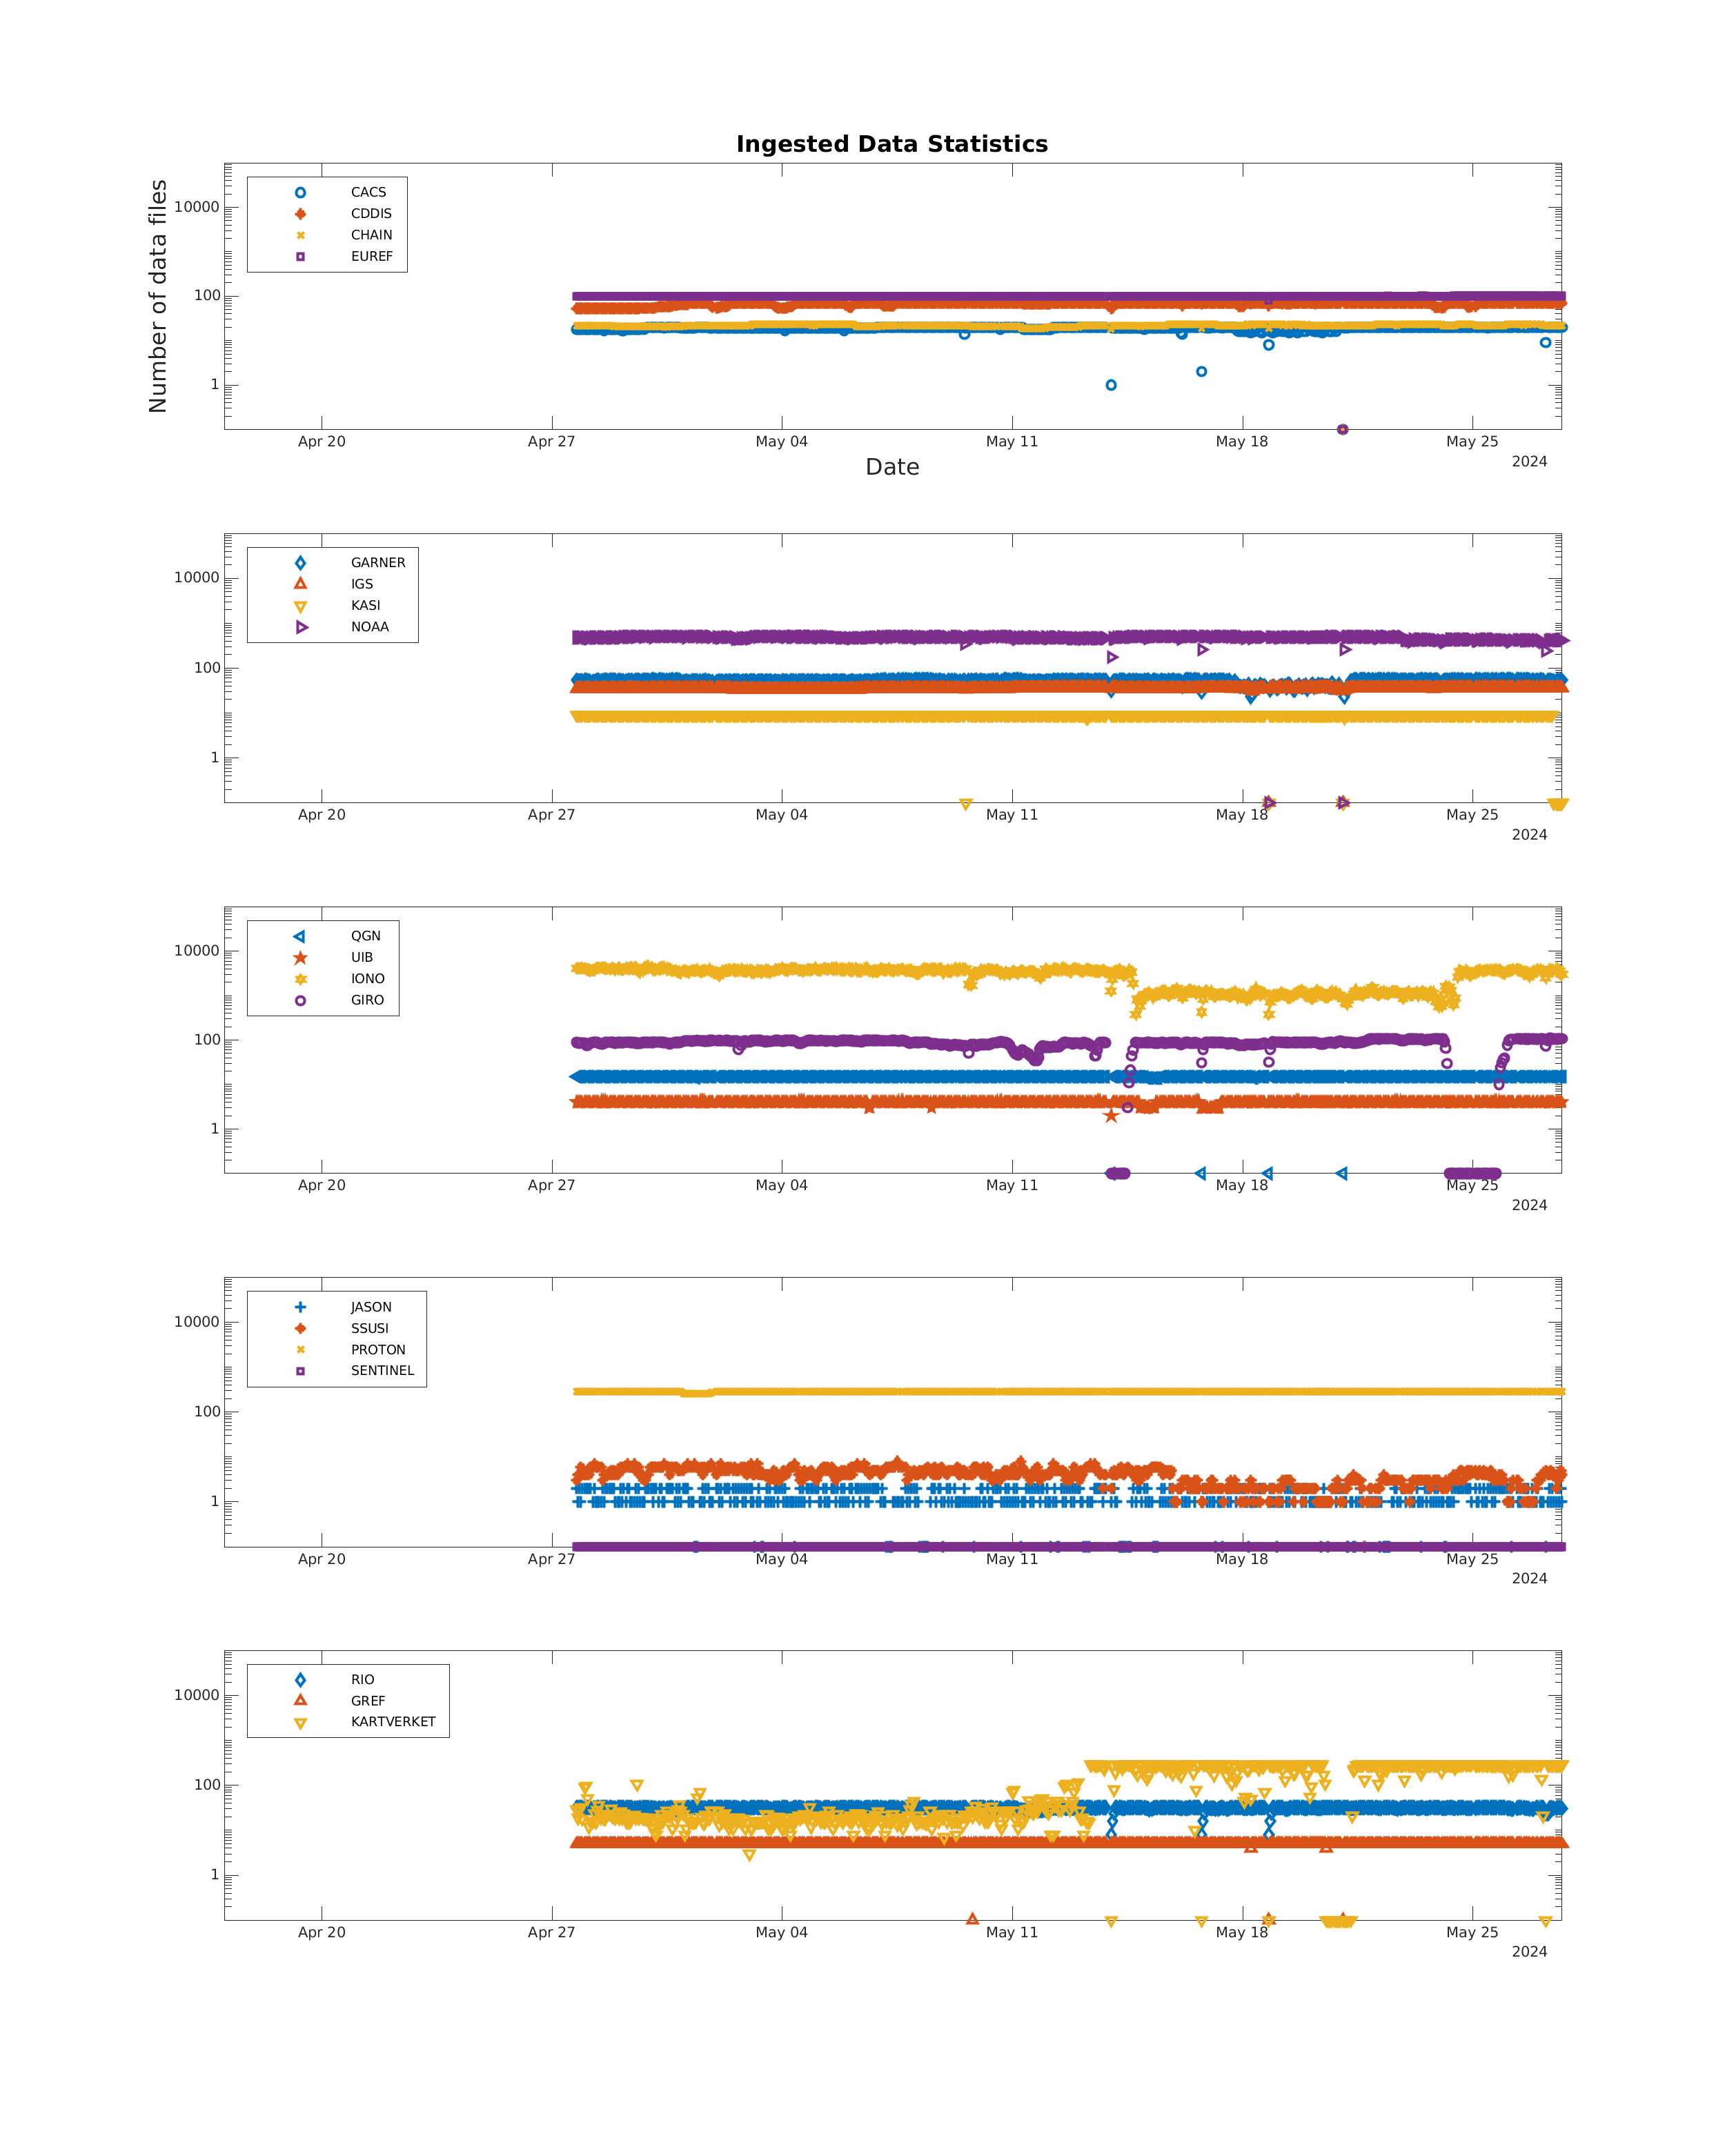 Ingested Data Statistics
Number of data files
10000
100
1
CACS
CDDIS
CHAIN
EUREF
Apr 20 Apr 27 May 04 May 11 May 18 May 25
2024
Date
10000
100
1
GARNER
IGS
KASI
NOAA
Apr 20 Apr 27 May 04 May 11 May 18 May 25
2024
10000
100
1
QGN
UIB
IONO
GIRO
Apr 20 Apr 27 May 04 May 11 May 18 May 25
2024
10000
100
1
JASON
SSUSI
PROTON
SENTINEL
Apr 20 Apr 27 May 04 May 11 May 18 May 25
2024
10000
100
1
RIO
GREF
KARTVERKET
Apr 20 Apr 27 May 04 May 11 May 18 May 25
2024